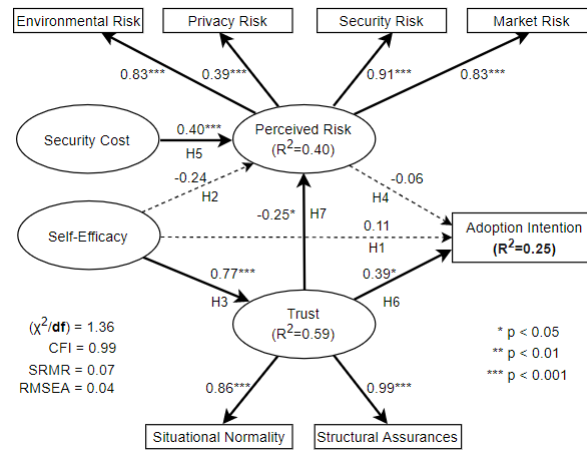 Environmental Risk
Privacy Risk
Security Risk
Market Risk
0.83***
0.39***
0.91***
0.83***
Security Cost
0.40***
H5
Perceived Risk
(R²=0.40)
-0.24
H2
-0.06
H4
-0.25*
H7
Self-Efficacy
0.11
H1
Adoption Intention
(R²=0.25)
0.77***
H3
0.39*
H6
Trust
(R²=0.59)
(χ²/df) = 1.36
CFI = 0.99
SRMR = 0.07
RMSEA = 0.04
* p < 0.05
** p < 0.01
*** p < 0.001
0.86***
0.99***
Situational Normality
Structural Assurances